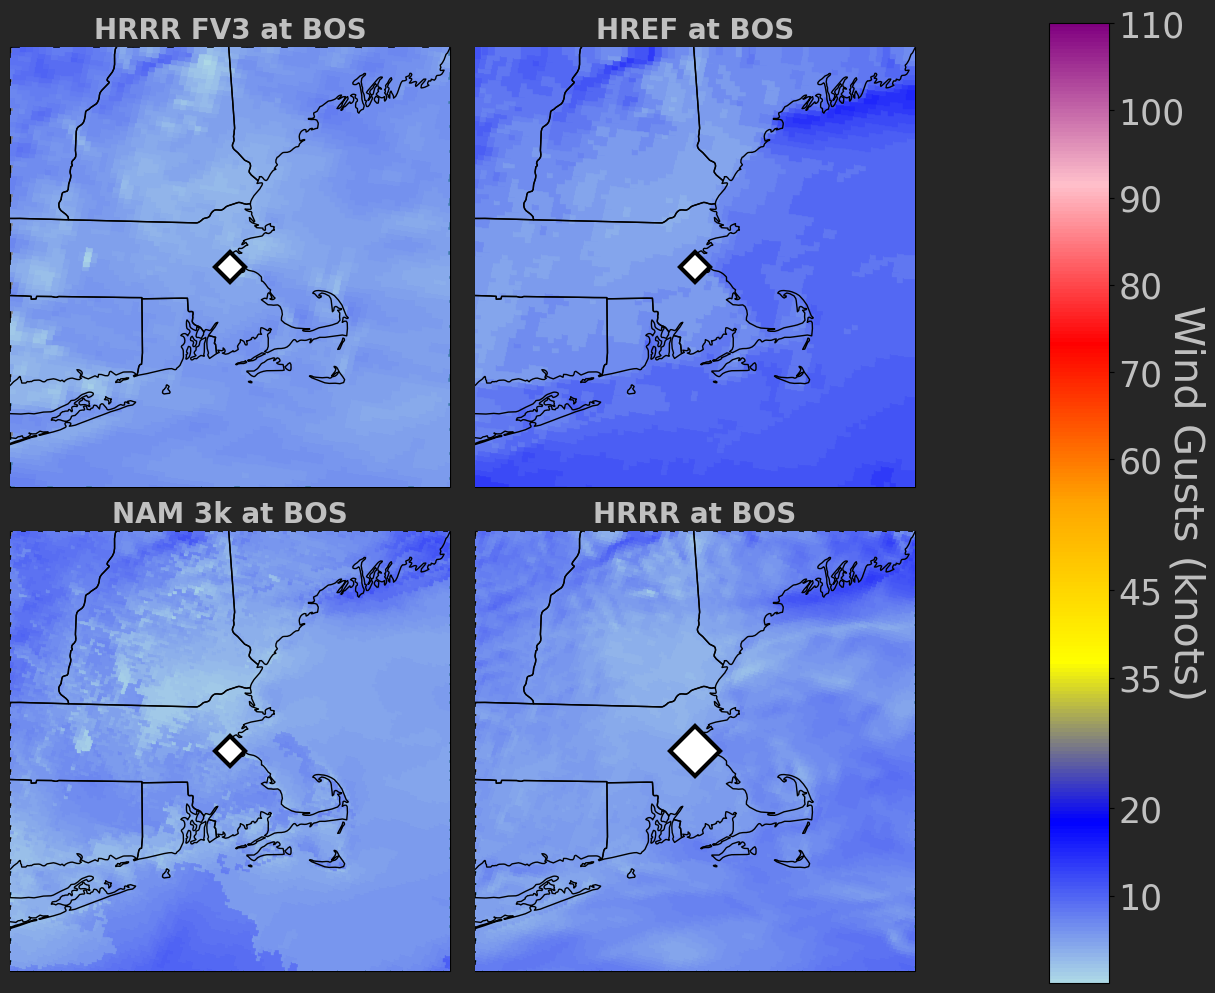 HRRR FV3 at BOS
HREF at BOS
NAM 3k at BOS
HRRR at BOS
110
100
90
80
70
60
45
35
20
10
Wind Gusts (knots)